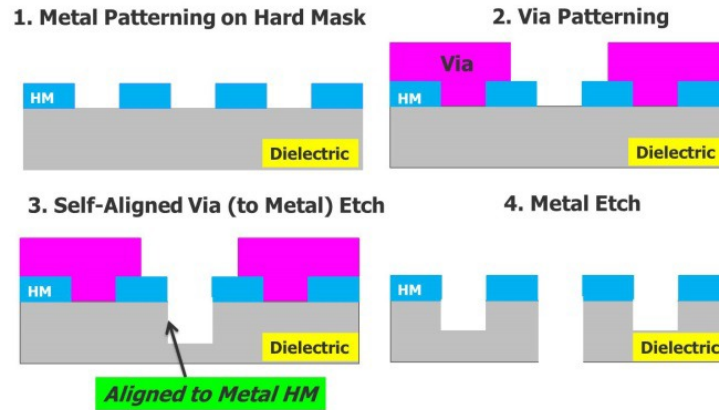 1. Metal Patterning on Hard Mask
HM
Dielectric
2. Via Patterning
Via
HM
Dielectric
3. Self-Aligned Via (to Metal) Etch
HM
Dielectric
Aligned to Metal HM
4. Metal Etch
HM
Dielectric